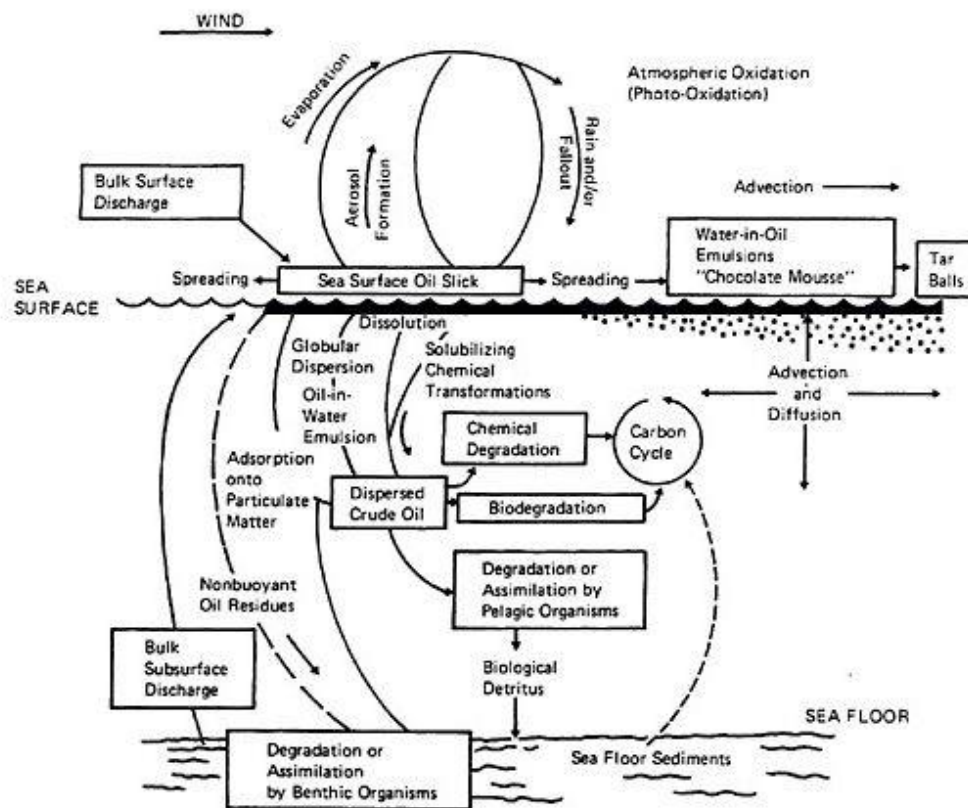 WIND
Evaporation
Aerosol
Formation
Rain and/or
Fallout
Atmospheric Oxidation
(Photo-Oxidation)
Bulk Surface
Discharge
Advection
Water-in-Oil
Emulsions
"Chocolate Mousse"
Tar
Balls
Spreading
Sea Surface Oil Slick
Spreading
SEA
SURFACE
Dissolution
Globular
Dispersion
Oil-in-
Water
Emulsion
Solubilizing
Chemical
Transformations
Advection
and
Diffusion
Chemical
Degradation
Carbon
Cycle
Adsorption
onto
Particulate
Matter
Dispersed
Crude Oil
Biodegradation
Degradation or
Assimilation by
Pelagic Organisms
Nonbuoyant
Oil Residues
Bulk
Subsurface
Discharge
Biological
Detritus
SEA FLOOR
Degradation or
Assimilation
by Benthic Organisms
Sea Floor Sediments